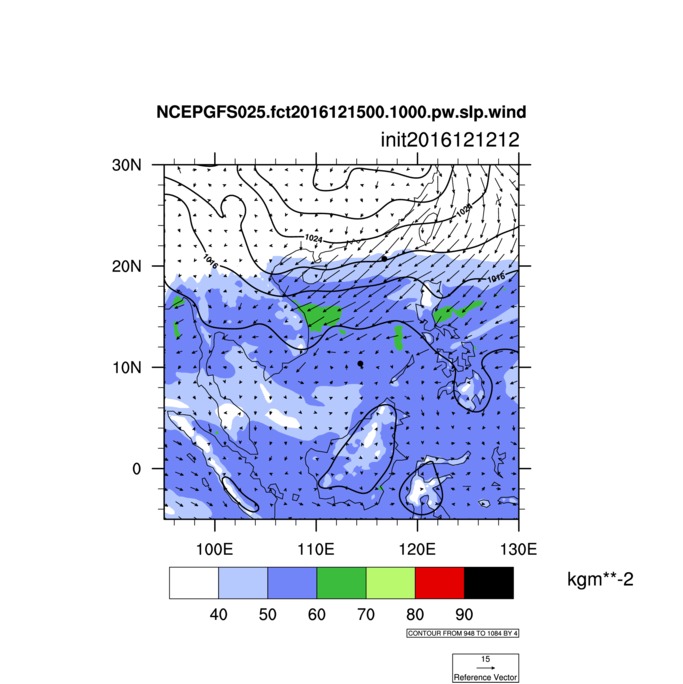 NCEPGFS025.fct2016121500.1000.pw.slp.wind
init2016121212
30N
20N
10N
0
1024
1024
1016
1016
100E
110E
120E
130E
40
50
60
70
80
90
kgm**-2
CONTOUR FROM 948 TO 1084 BY 4
15
Reference Vector